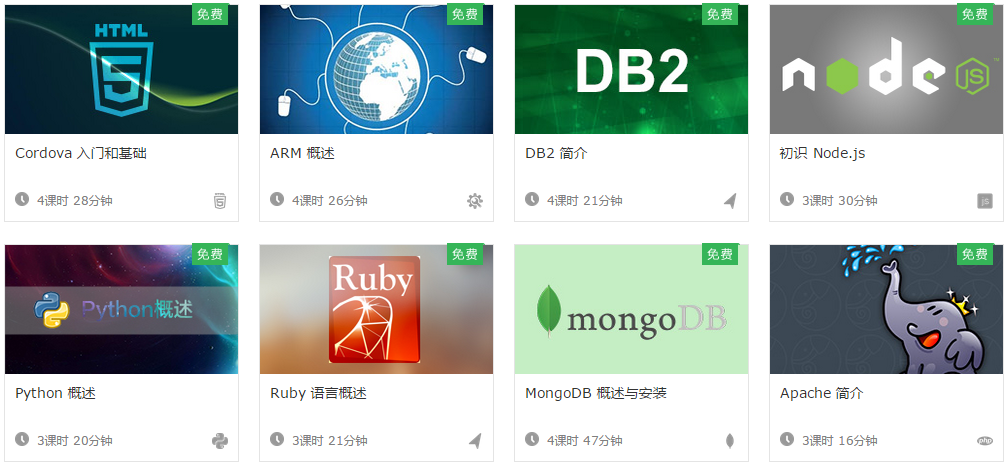 免费
HTML
5
Cordova 入门和基础
4课时 28分钟
免费
ARM 概述
4课时 26分钟
免费
DB2
DB2 简介
4课时 21分钟
js
免费
node
JS
™
初识 Node.js
3课时 30分钟
js
免费
Python概述
Python 概述
3课时 20分钟
免费
Ruby
Ruby 语言概述
3课时 21分钟
免费
mongoDB
MongoDB 概述与安装
4课时 47分钟
免费
Apache 简介
3课时 16分钟
php